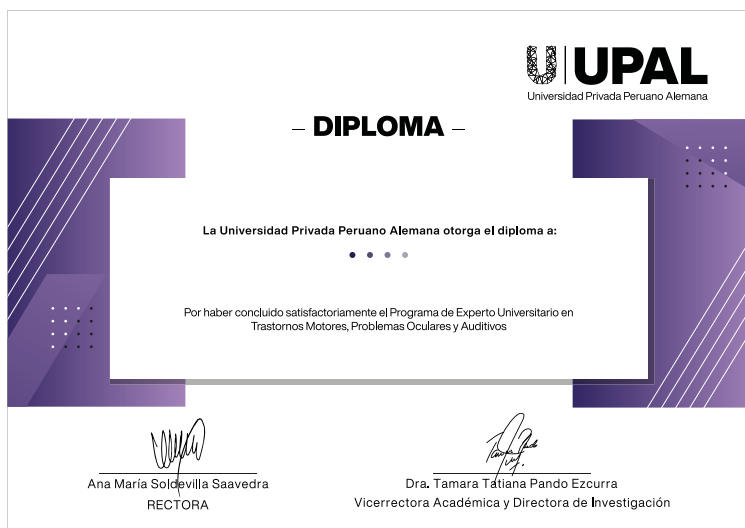 UPAL
Universidad Privada Peruano Alemana
– DIPLOMA –
La Universidad Privada Peruano Alemana otorga el diploma a:
Por haber concluido satisfactoriamente el Programa de Experto Universitario en
Trastornos Motores, Problemas Oculares y Auditivos
Ana María Soldevilla Saavedra
RECTORA
Dra. Tamara Tatiana Pando Ezcurra
Vicerrectora Académica y Directora de Investigación